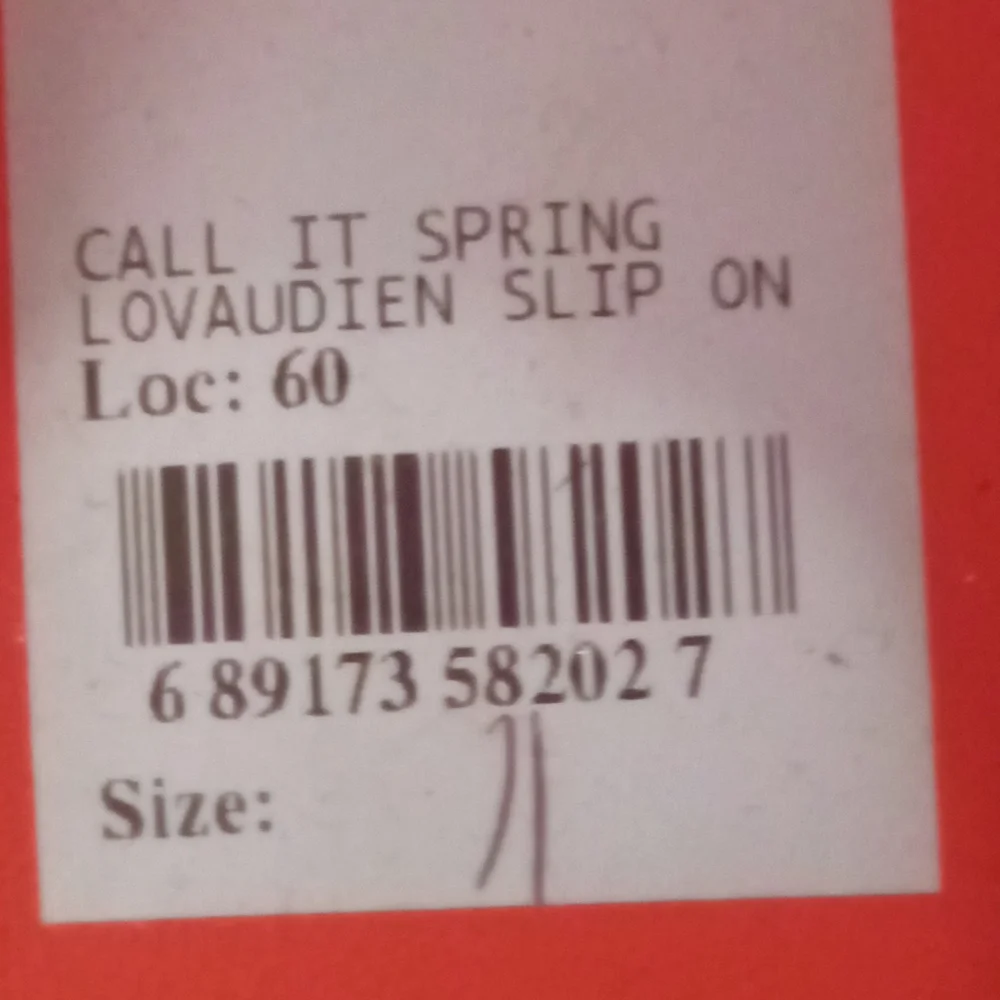 CALL IT SPRING
LOVAUDIEN SLIP ON
Loc: 60
6 89173 58202 7
Size: 11